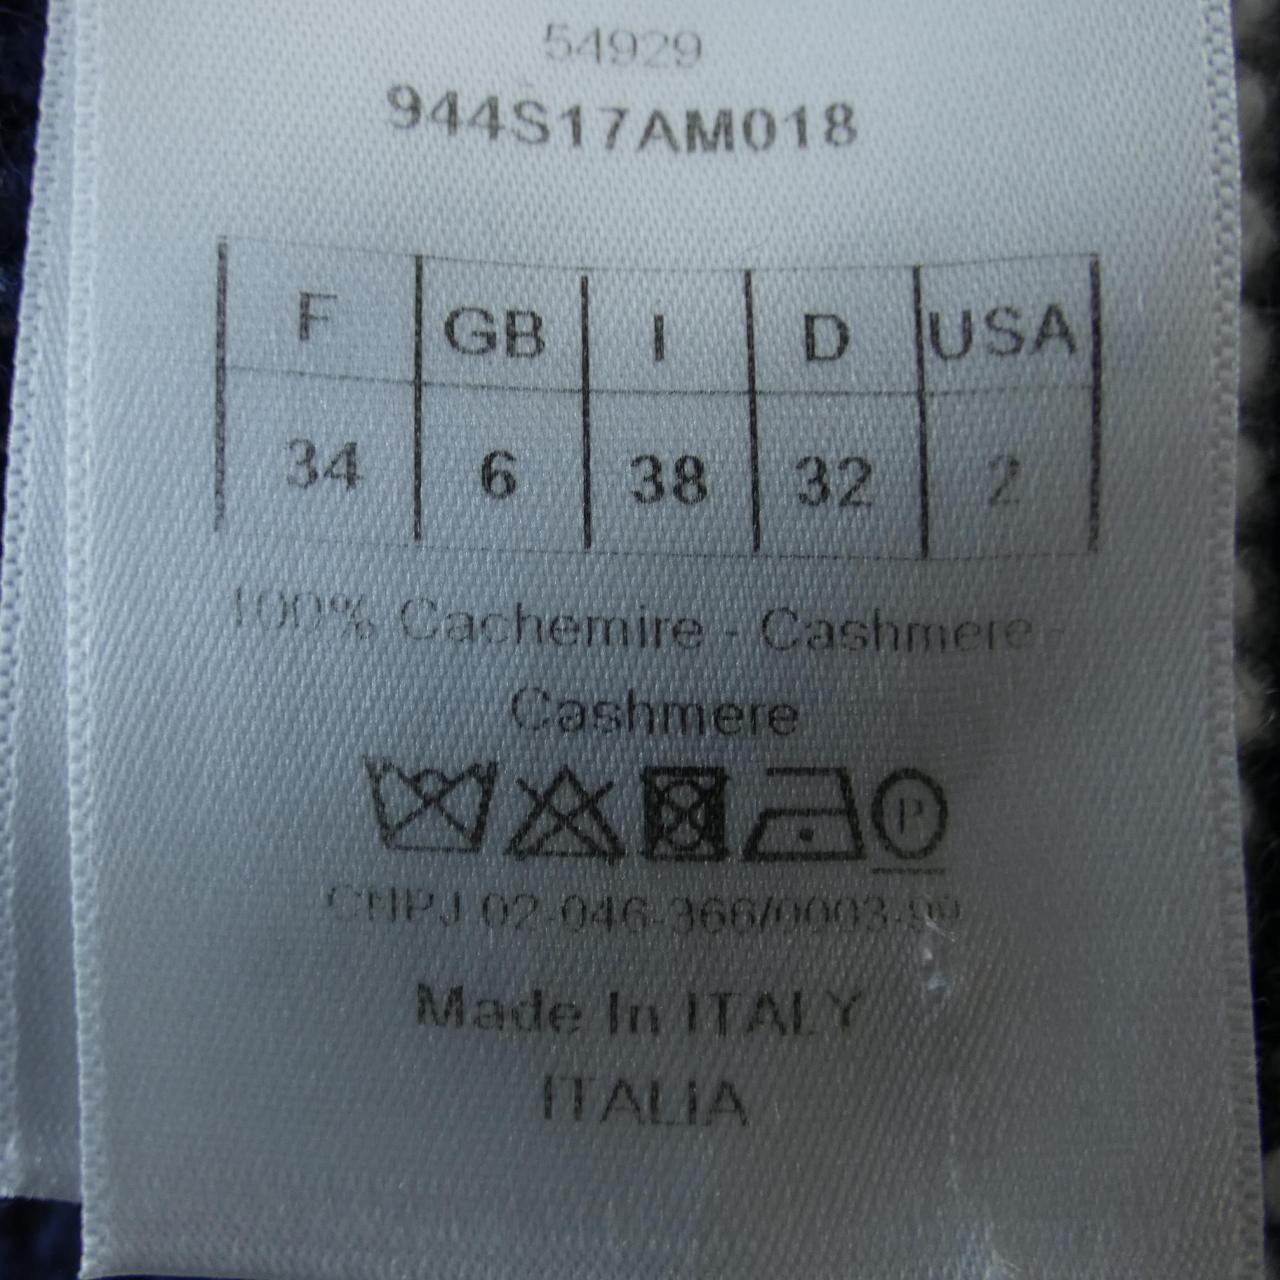 54929
944S17AM018
F GB I D USA
34 6 38 32 2
100% Cachemire - Cashmere -
Cashmere
P
CNPJ 02-046-366/0003-99
Made In ITALY
ITALIA